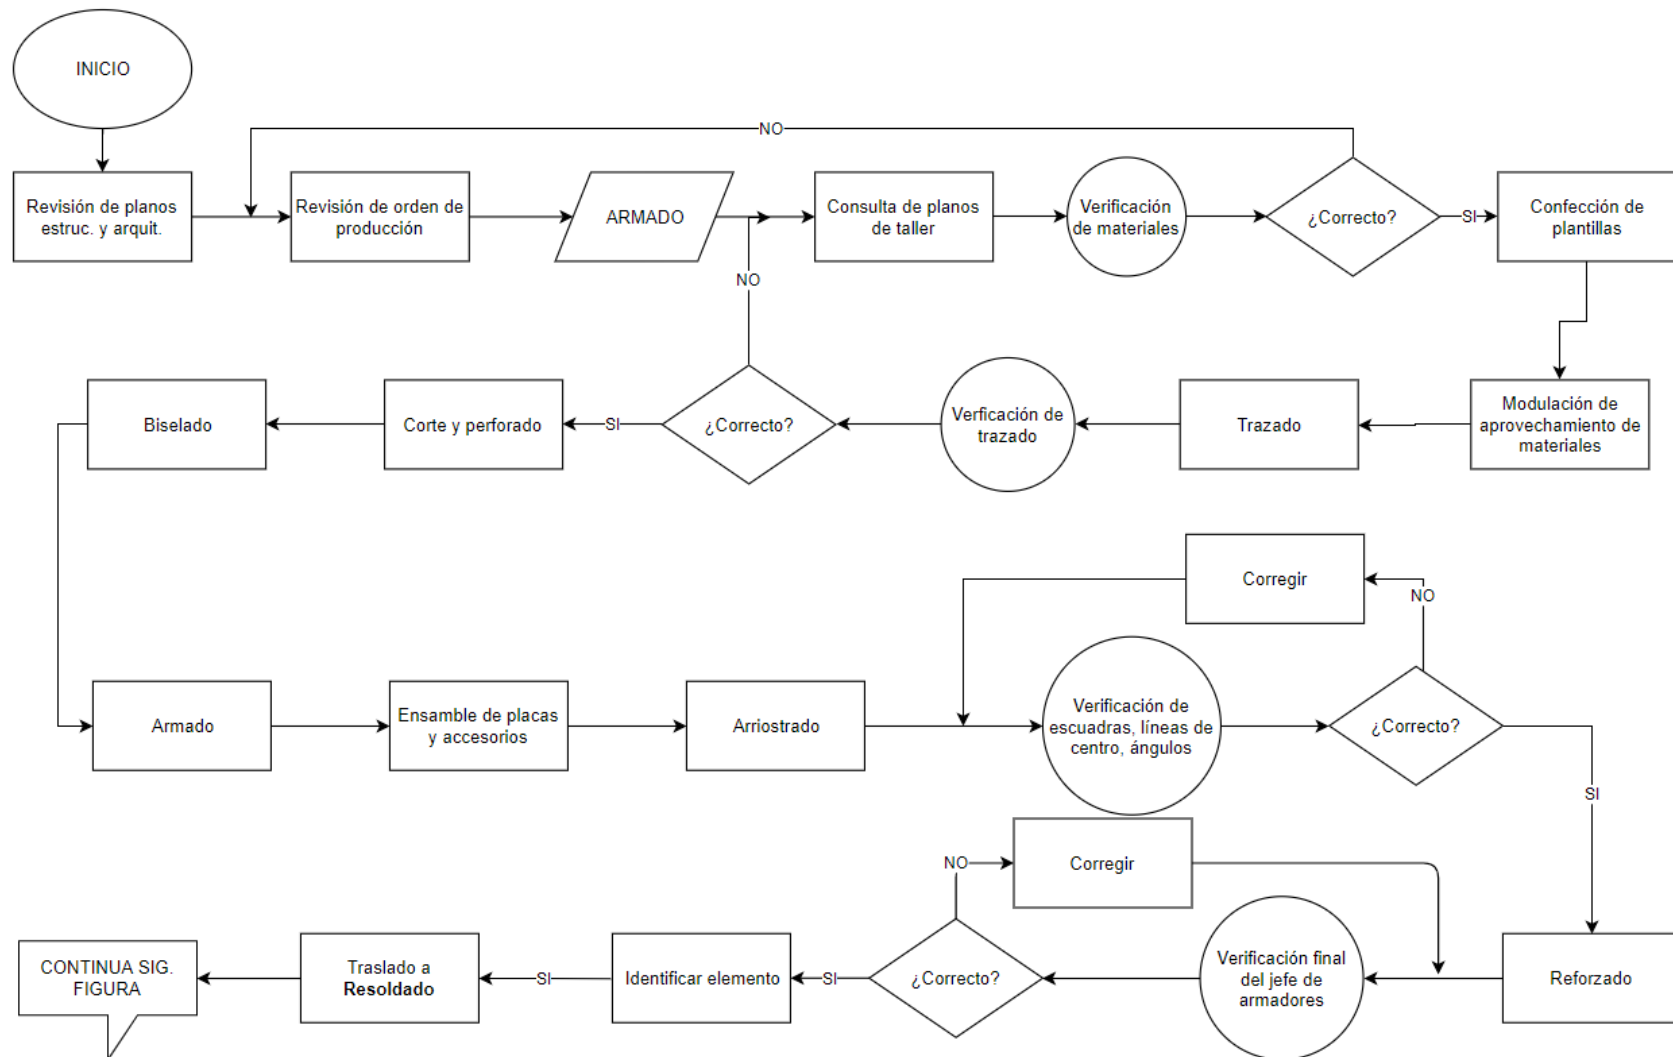 INICIO
NO
Revisión de planos
estruc. y arquit.
Revisión de orden de
producción
ARMADO
Consulta de planos
de taller
Verificación
de materiales
¿Correcto?
SI
Confección de
plantillas
NO
Biselado
Corte y perforado
SI
¿Correcto?
Verficación de
trazado
Trazado
Modulación de
aprovechamiento de
materiales
Corregir
NO
Armado
Ensamble de placas
y accesorios
Arriostrado
Verificación de
escuadras, líneas de
centro, ángulos
¿Correcto?
SI
NO
Corregir
CONTINUA SIG.
FIGURA
Traslado a
Resoldado
SI
Identificar elemento
SI
¿Correcto?
Verificación final
del jefe de
armadores
Reforzado